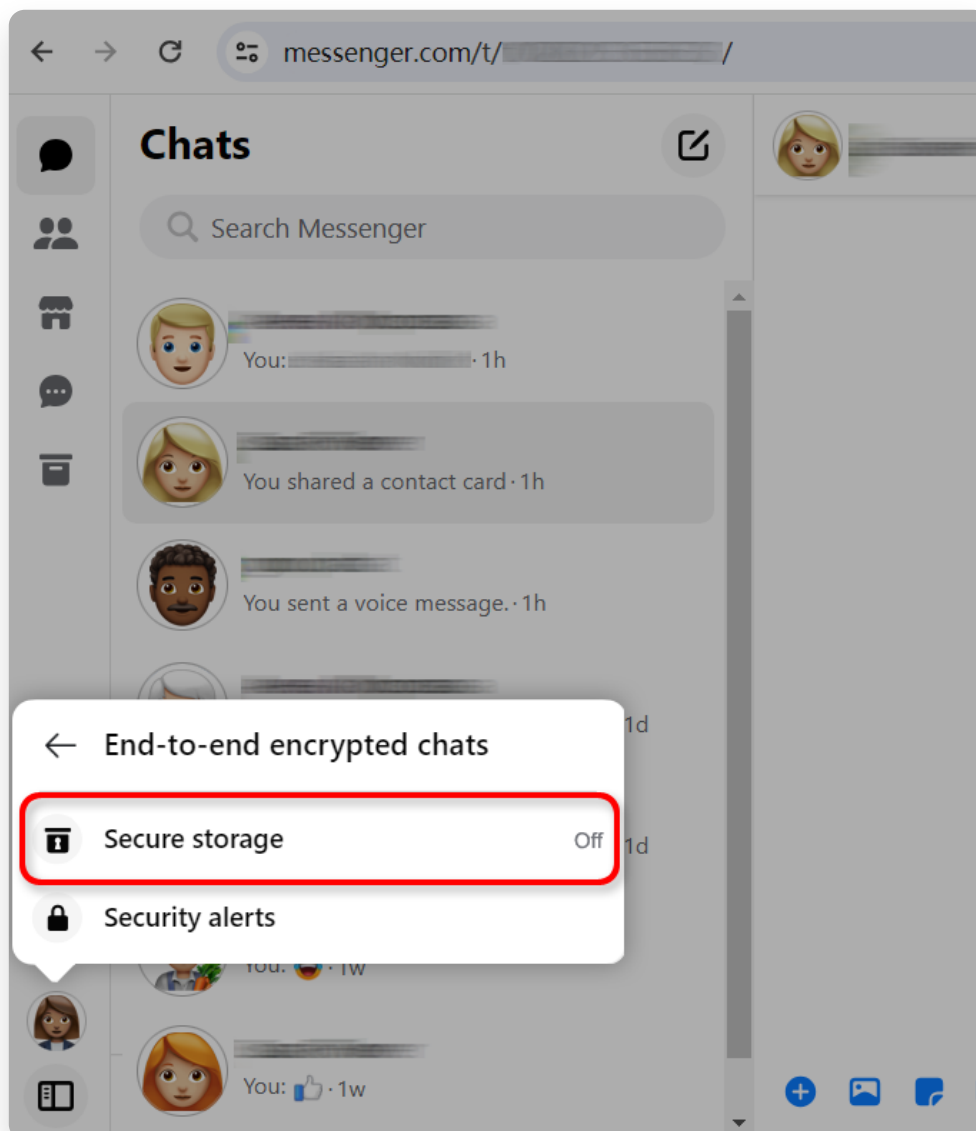 messenger.com/t/ /
Chats
Search Messenger
You: · 1h
You shared a contact card · 1h
You sent a voice message. · 1h
1d
End-to-end encrypted chats
Secure storage Off
1d
Security alerts
You: 😂 · 1w
You: 👍 · 1w